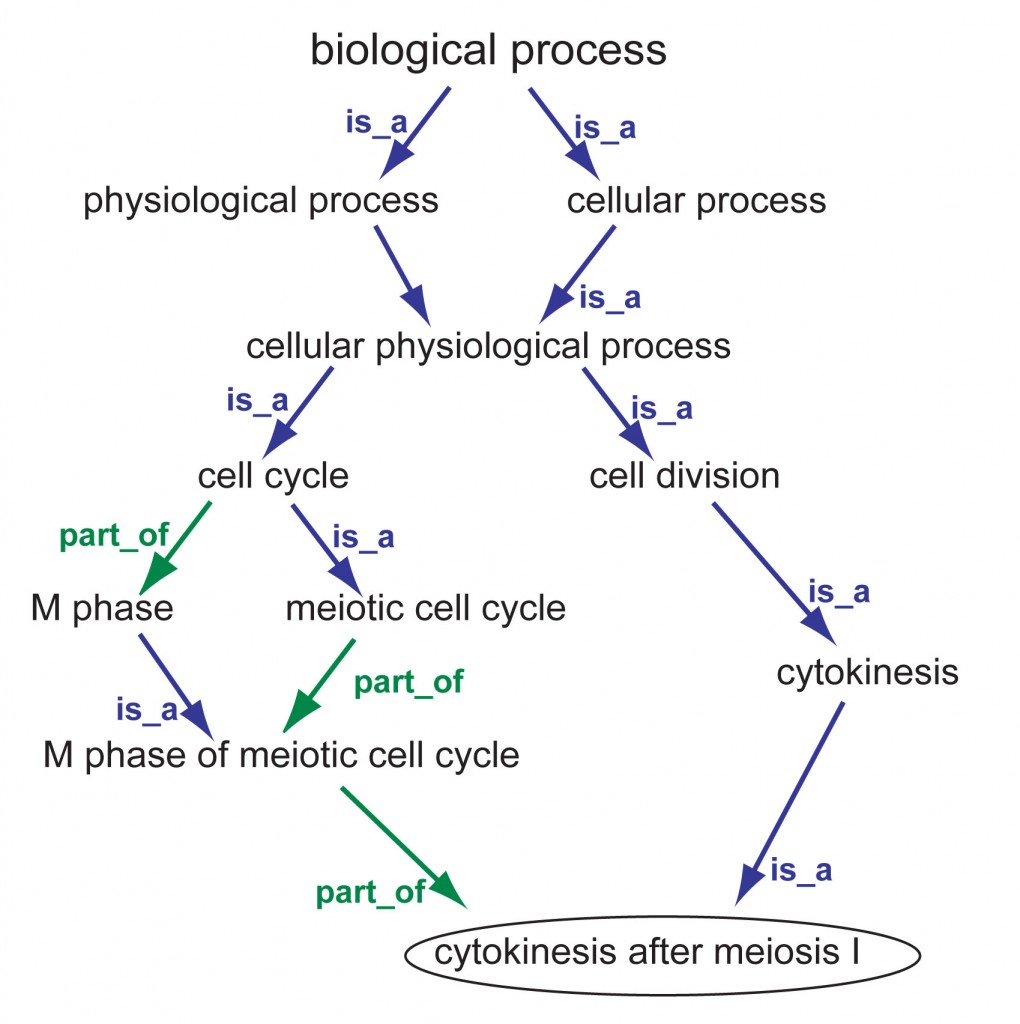 biological process
is_a
is_a
physiological process
cellular process
is_a
cellular physiological process
is_a
is_a
cell cycle
cell division
part_of
is_a
is_a
M phase
meiotic cell cycle
cytokinesis
part_of
is_a
M phase of meiotic cell cycle
is_a
part_of
cytokinesis after meiosis I